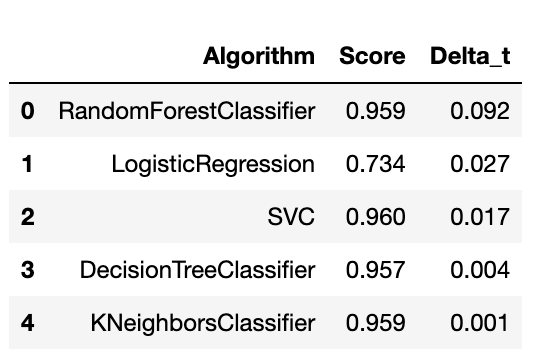 Algorithm Score Delta_t
0 RandomForestClassifier 0.959 0.092
1 LogisticRegression 0.734 0.027
2 SVC 0.960 0.017
3 DecisionTreeClassifier 0.957 0.004
4 KNeighborsClassifier 0.959 0.001